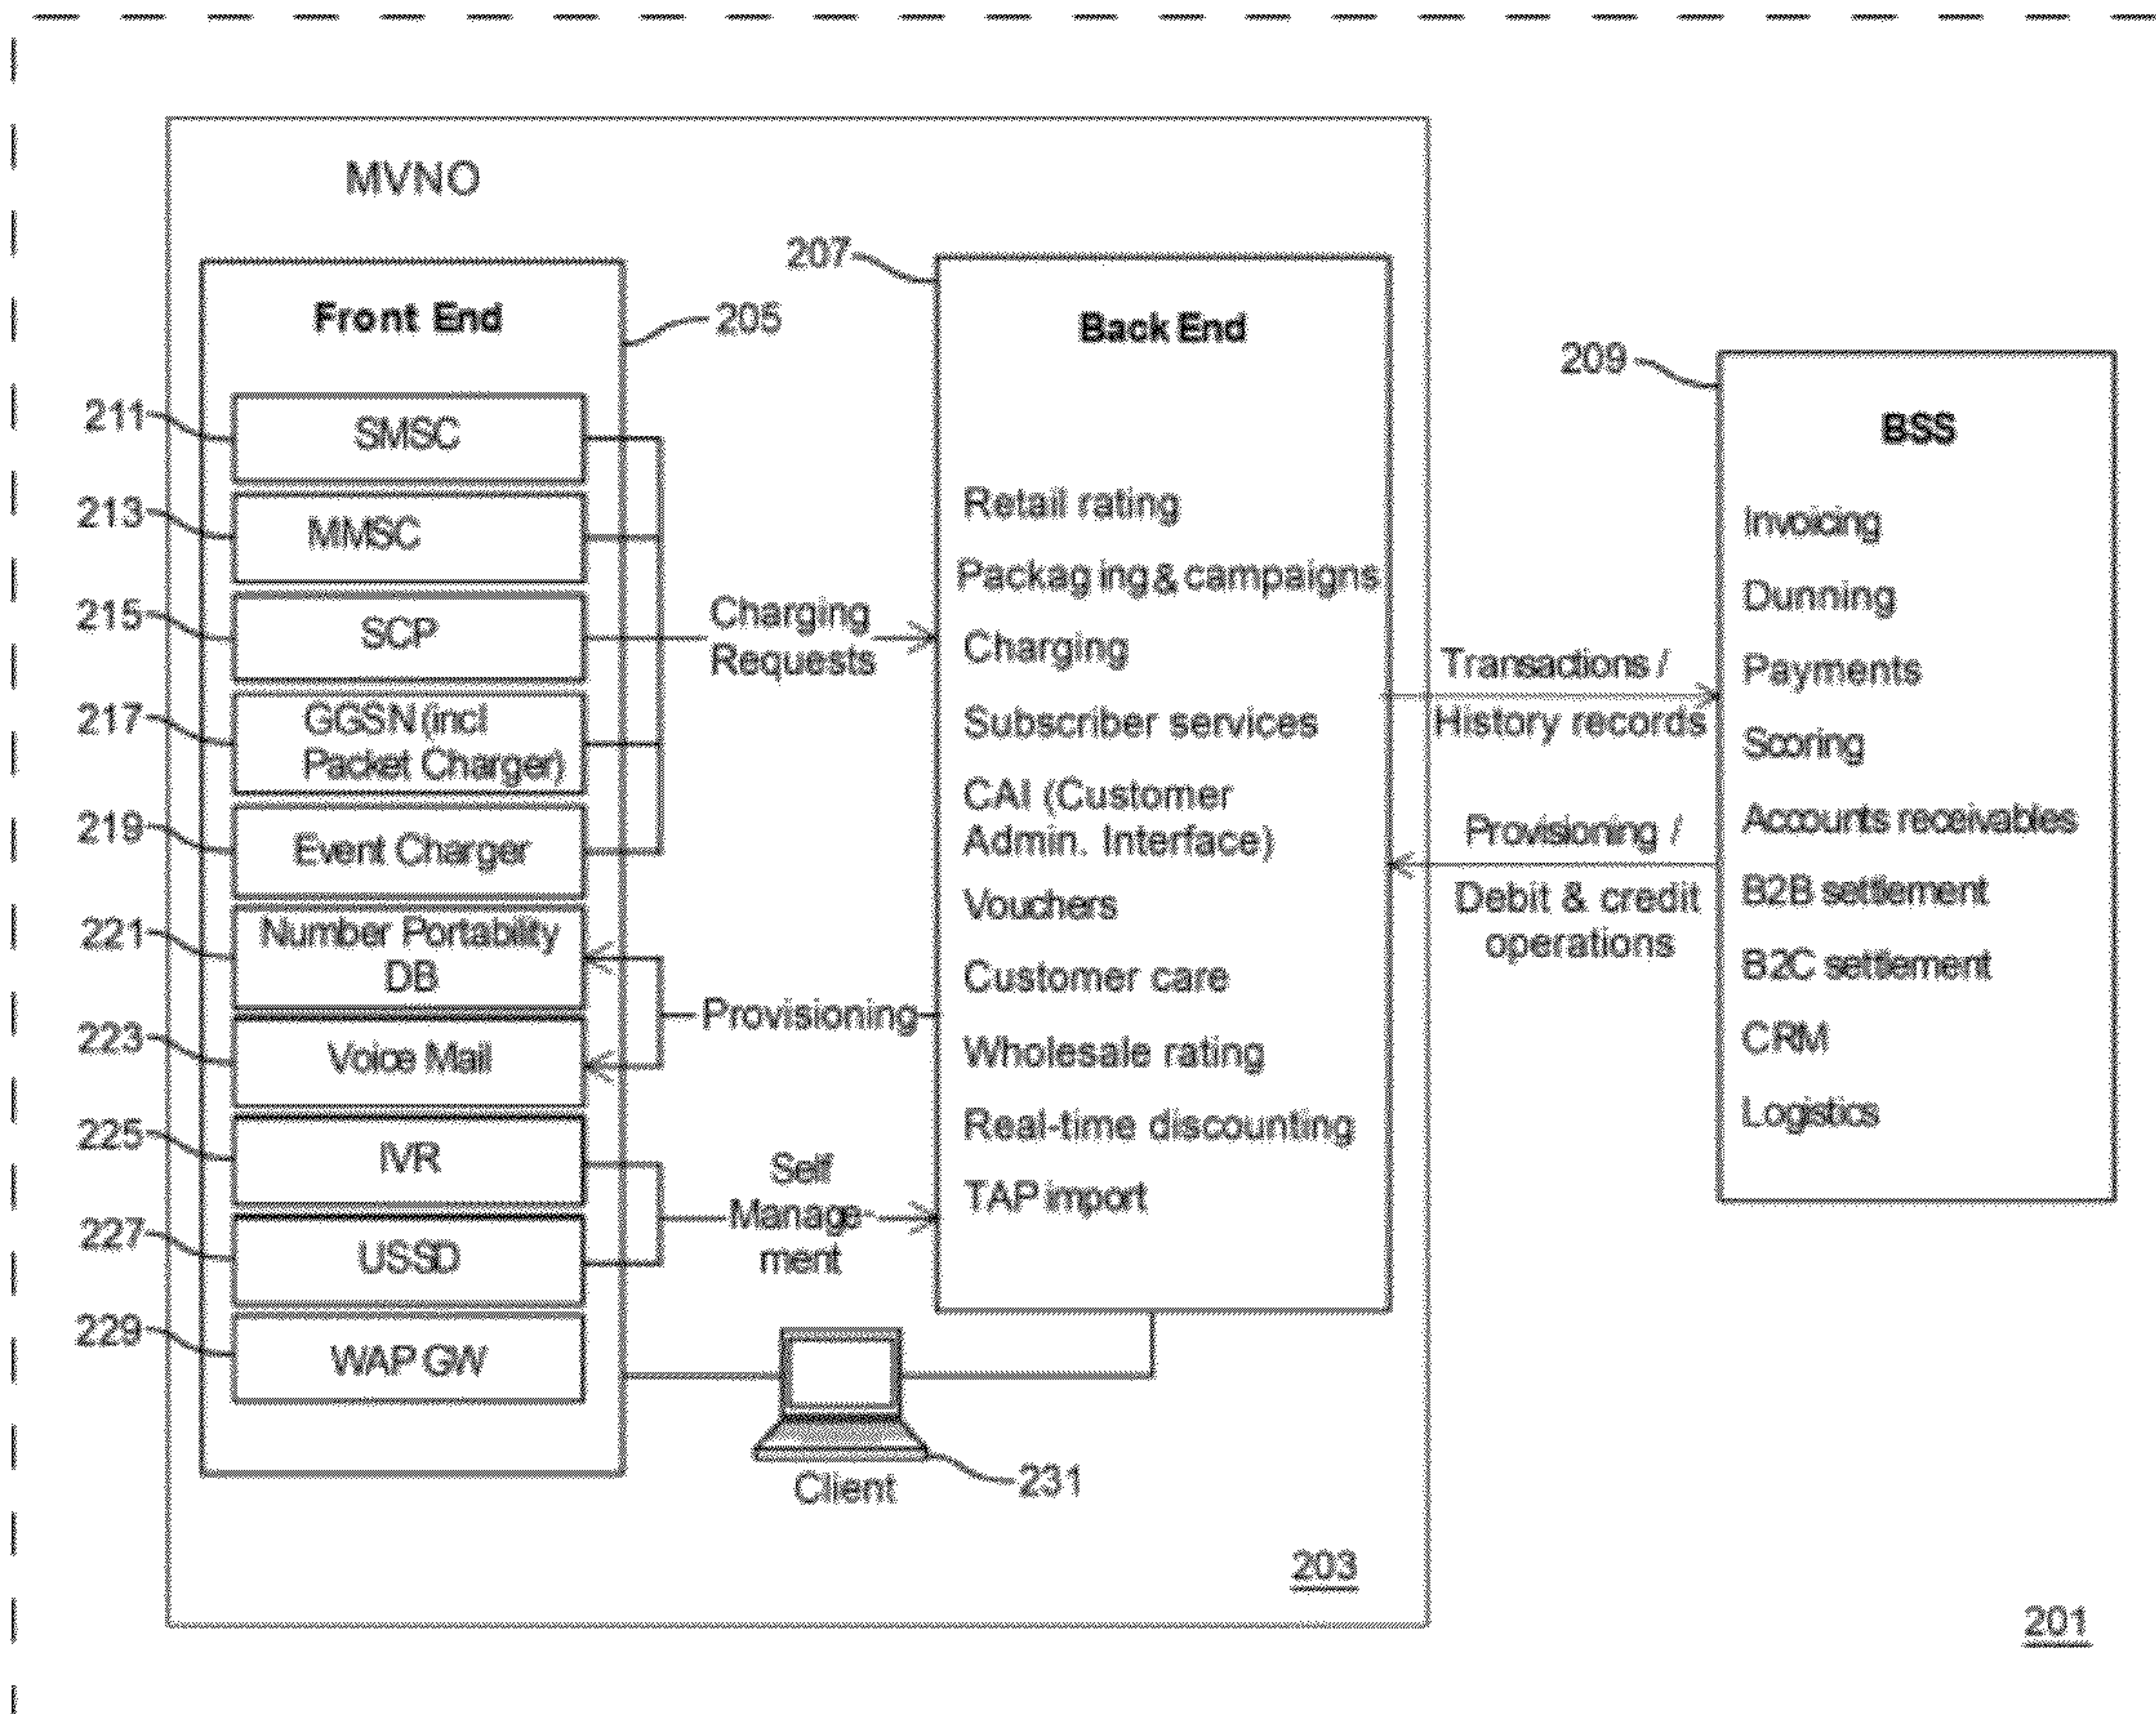 MVNO
Front End
205
211
SMSC
213
MMSC
215
SCP
217
GGSN (incl
Packet Charger)
219
Event Charger
221
Number Portability
DB
223
Voice Mail
225
IVR
227
USSD
229
WAP GW
Charging
Requests
Provisioning
Self
Manage-
ment
Client
231
207
Back End
Retail rating
Packaging & campaigns
Charging
Subscriber services
CAI (Customer
Admin. Interface)
Vouchers
Customer care
Wholesale rating
Real-time discounting
TAP import
203
Transactions /
History records
Provisioning /
Debit & credit
operations
209
BSS
Invoicing
Dunning
Payments
Scoring
Accounts receivables
B2B settlement
B2C settlement
CRM
Logistics
201